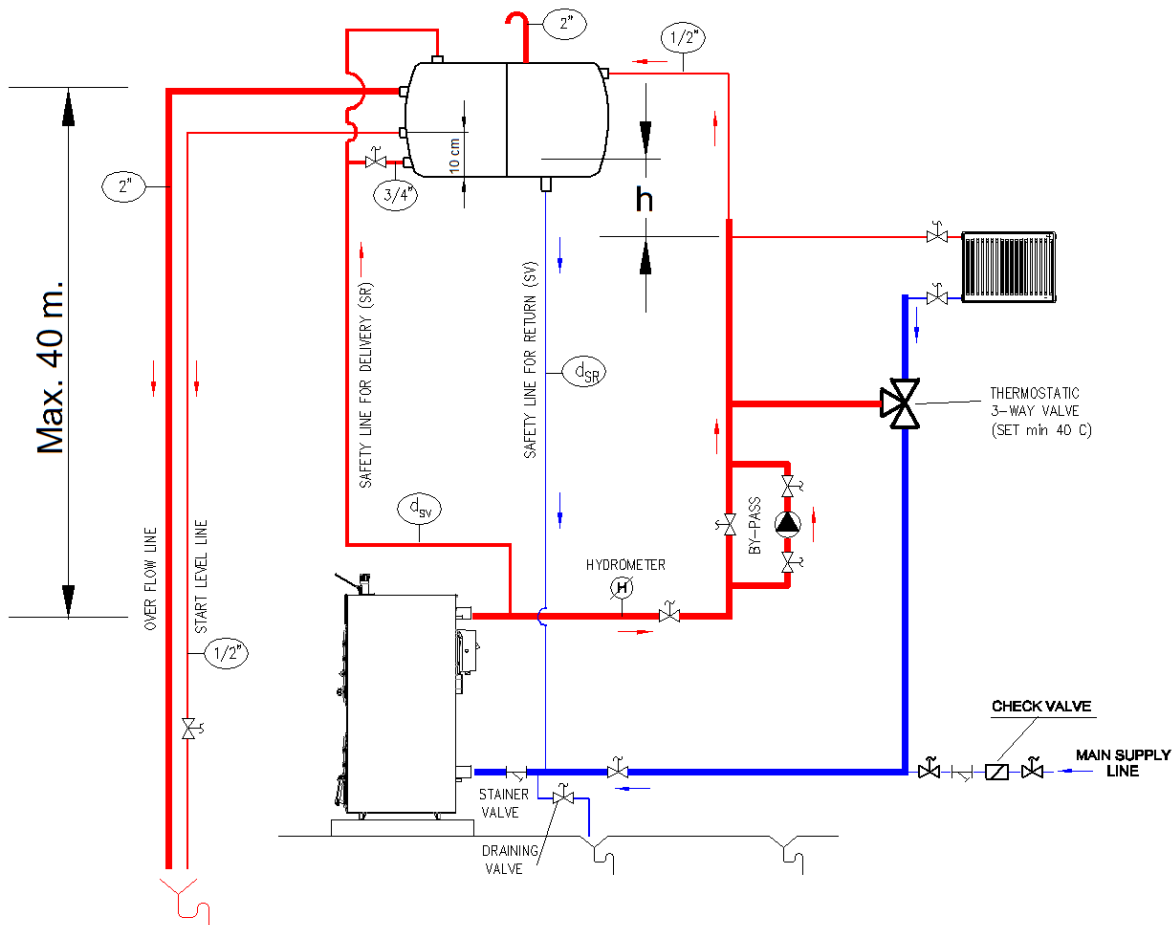 2"
1/2"
10 cm
3/4"
2"
h
Max. 40 m.
SAFETY LINE FOR DELIVERY (SR)
SAFETY LINE FOR RETURN (SV)
dSR
THERMOSTATIC
3-WAY VALVE
(SET min 40 C)
dSV
BY-PASS
HYDROMETER
H
OVER FLOW LINE
START LEVEL LINE
1/2"
CHECK VALVE
MAIN SUPPLY
LINE
STAINER
VALVE
DRAINING
VALVE